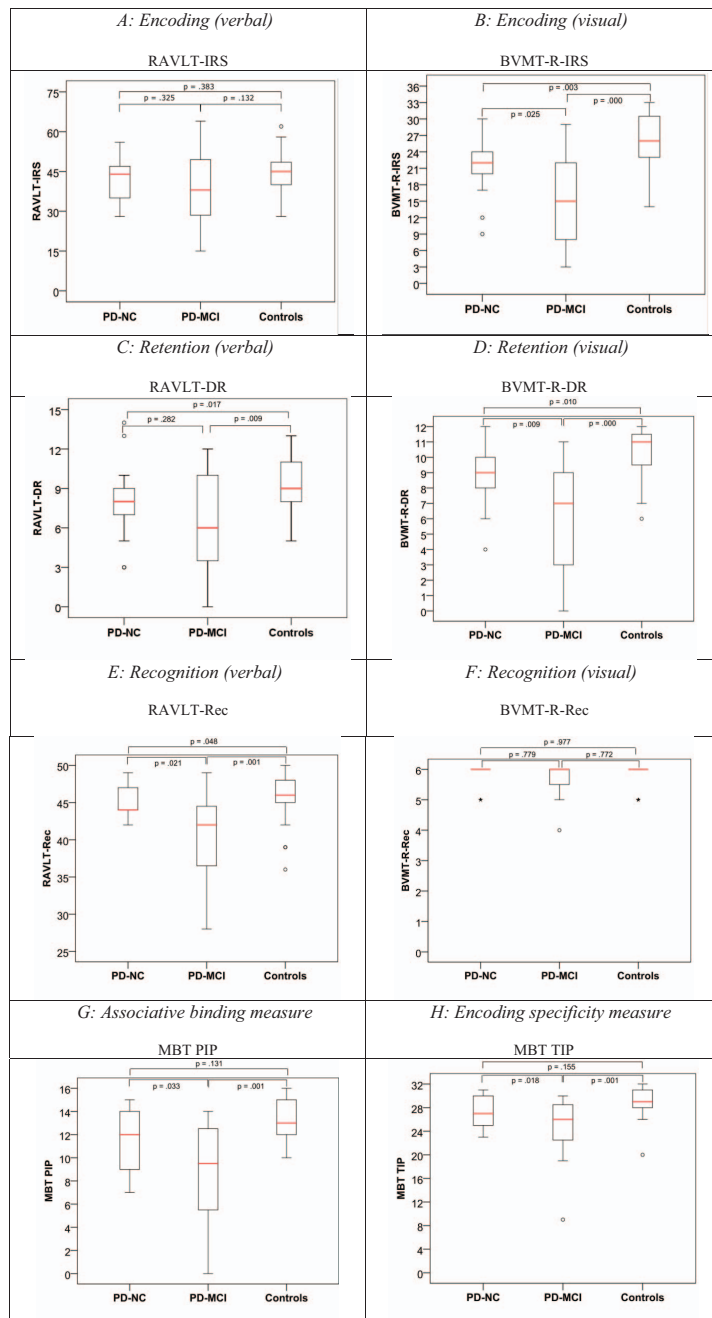 A: Encoding (verbal)
RAVLT-IRS
p = .383
p = .325
p = .132
75
60
45
30
15
0
RAVLT-IRS
PD-NC
PD-MCI
Controls
B: Encoding (visual)
BVMT-R-IRS
p = .003
p = .025
p = .000
36
33
30
27
24
21
18
15
12
9
6
3
0
BVMT-R-IRS
PD-NC
PD-MCI
Controls
C: Retention (verbal)
RAVLT-DR
p = .017
p = .282
p = .009
15
12
9
6
3
0
RAVLT-DR
PD-NC
PD-MCI
Controls
D: Retention (visual)
BVMT-R-DR
p = .010
p = .009
p = .000
12
11
10
9
8
7
6
5
4
3
2
1
0
BVMT-R-DR
PD-NC
PD-MCI
Controls
E: Recognition (verbal)
RAVLT-Rec
p = .048
p = .021
p = .001
50
45
40
35
30
25
RAVLT-Rec
PD-NC
PD-MCI
Controls
F: Recognition (visual)
BVMT-R-Rec
p = .977
p = .779
p = .772
6
5
4
3
2
1
0
BVMT-R-Rec
PD-NC
PD-MCI
Controls
G: Associative binding measure
MBT PIP
p = .131
p = .033
p = .001
16
14
12
10
8
6
4
2
0
MBT PIP
PD-NC
PD-MCI
Controls
H: Encoding specificity measure
MBT TIP
p = .155
p = .018
p = .001
32
28
24
20
16
12
8
4
0
MBT TIP
PD-NC
PD-MCI
Controls